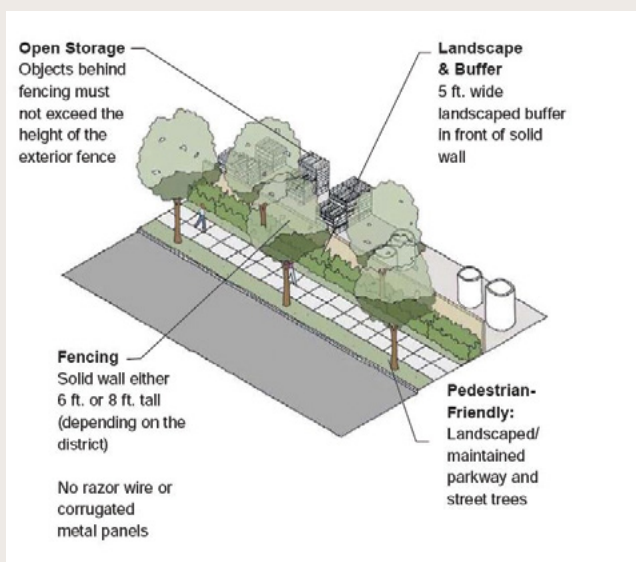 Open Storage
Objects behind
fencing must
not exceed the
height of the
exterior fence
Landscape
& Buffer
5 ft. wide
landscaped buffer
in front of solid
wall
Fencing
Solid wall either
6 ft. or 8 ft. tall
(depending on the
district)
No razor wire or
corrugated
metal panels
Pedestrian-
Friendly:
Landscaped/
maintained
parkway and
street trees